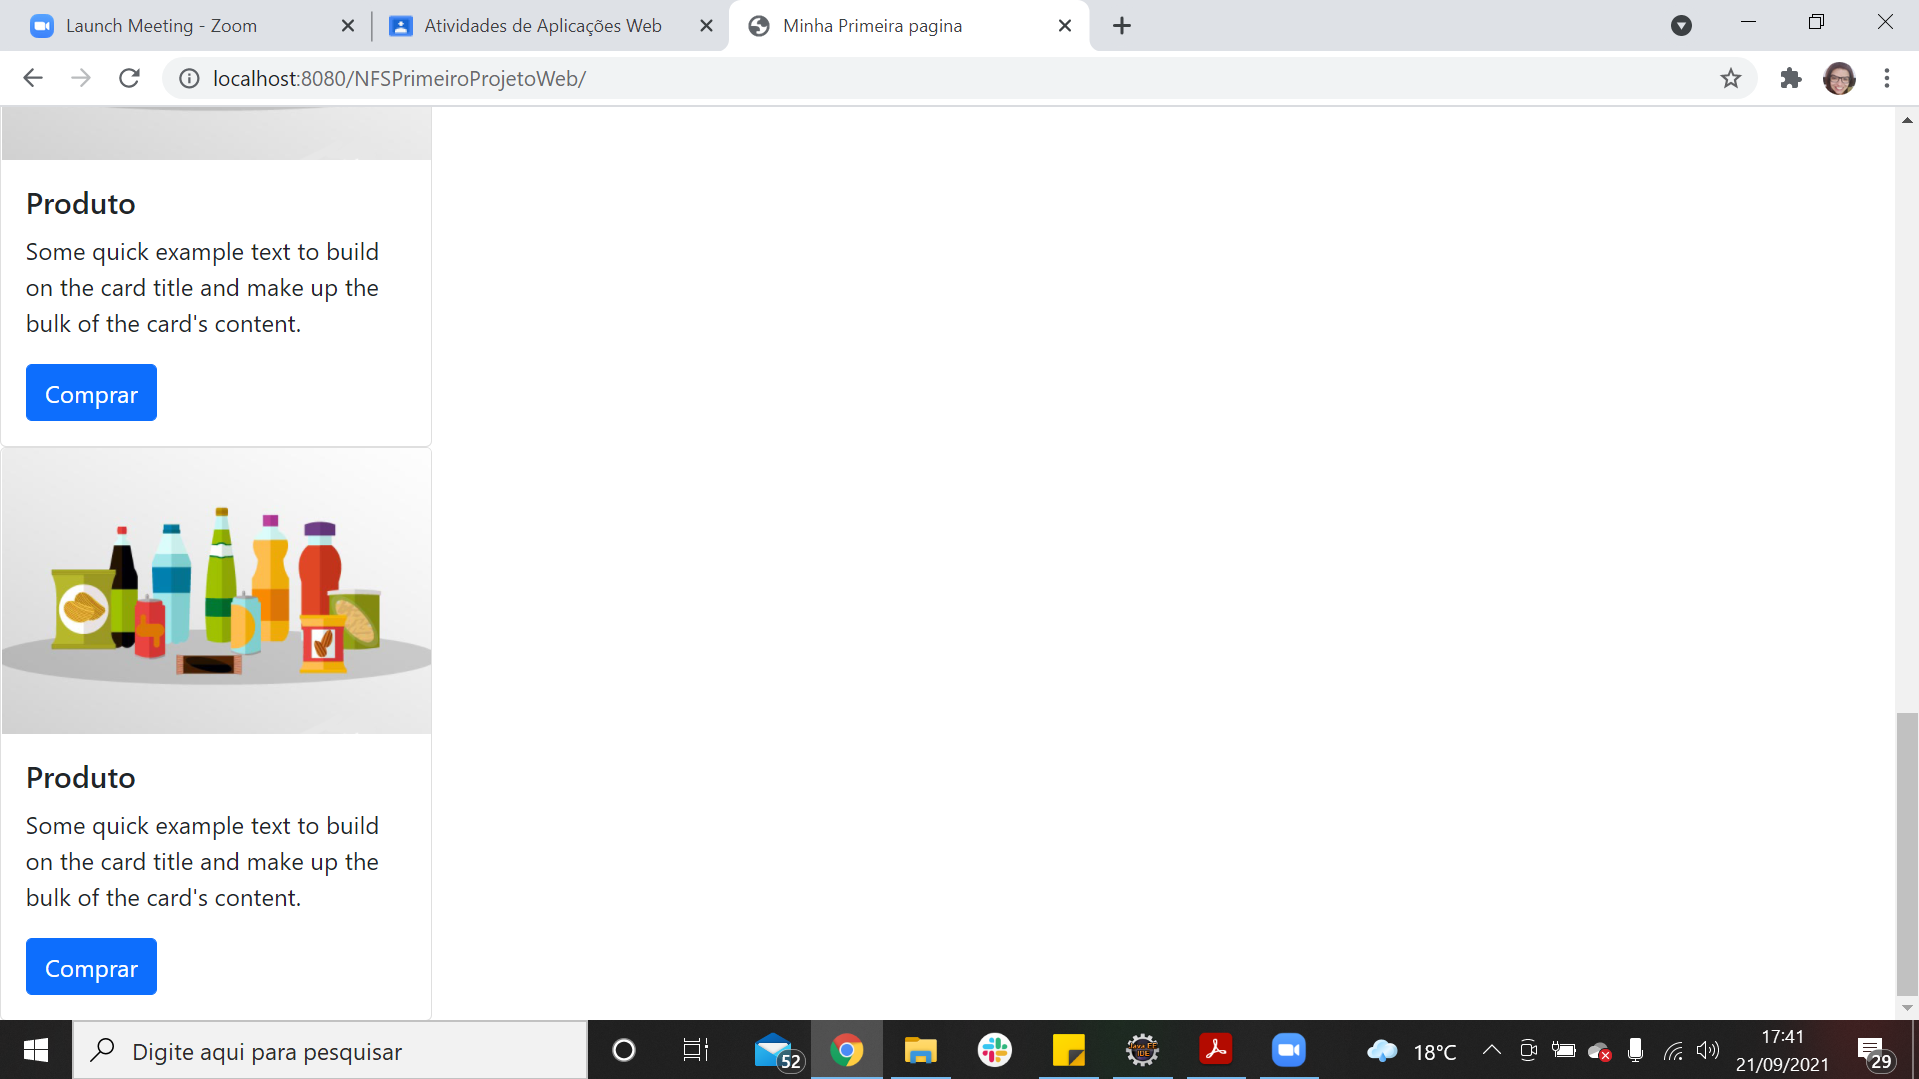 Launch Meeting - Zoom
Atividades de Aplicações Web
Minha Primeira pagina
localhost:8080/NFSPrimeiroProjetoWeb/
Produto
Some quick example text to build
on the card title and make up the
bulk of the card's content.
Comprar
Produto
Some quick example text to build
on the card title and make up the
bulk of the card's content.
Comprar
Digite aqui para pesquisar
52
Java EE
IDE
18°C
17:41
21/09/2021
29